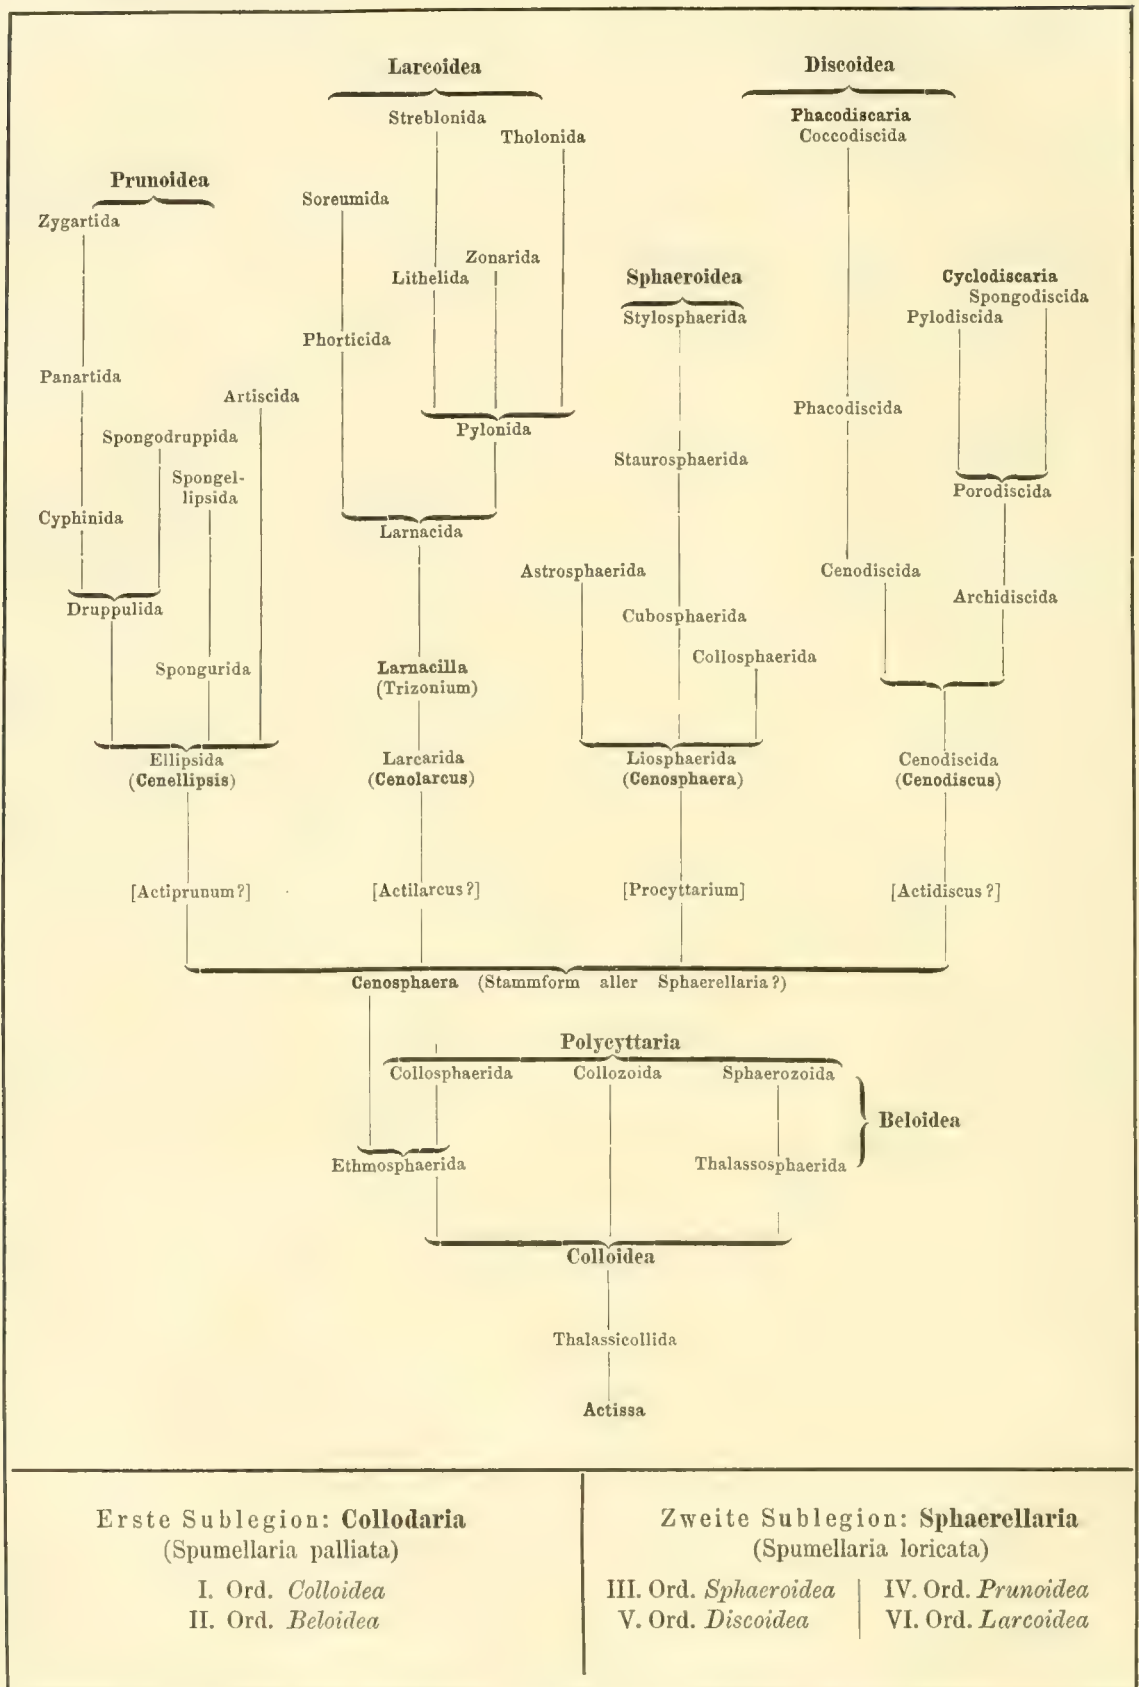 Larcoidea
Discoidea
Streblonida
Phacodiscaria
Coccodiscida
Tholonida
Prunoidea
Soreumida
Zygartida
Zonarida
Lithelida
Sphaeroidea
Cyclodiscaria
Spongodiscida
Stylosphaerida
Pylodiscida
Phorticida
Panartida
Artiscida
Phacodiscida
Spongodruppida
Pylonida
Staurosphaerida
Spongel-
lipsida
Porodiscida
Cyphinida
Larnacida
Astrosphaerida
Cenodiscida
Druppulida
Archidiscida
Cubosphaerida
Collosphaerida
Spongurida
Larnacilla
(Trizonium)
Ellipsida
(Cenellipsis)
Larcarida
(Cenolarcus)
Liosphaerida
(Cenosphaera)
Cenodiscida
(Cenodiscus)
[Actiprunum?]
[Actilarcus?]
[Procyttarium]
[Actidiscus?]
Cenosphaera (Stammform aller Sphaerellaria?)
Polycyttaria
Collosphaerida
Collozoida
Sphaerozoida
Beloidea
Ethmosphaerida
Thalassosphaerida
Colloidea
Thalassicollida
Actissa
Erste Sublegion: Collodaria
(Spumellaria palliata)
I. Ord. Colloidea
II. Ord. Beloidea
Zweite Sublegion: Sphaerellaria
(Spumellaria loricata)
III. Ord. Sphaeroidea
IV. Ord. Prunoidea
V. Ord. Discoidea
VI. Ord. Larcoidea